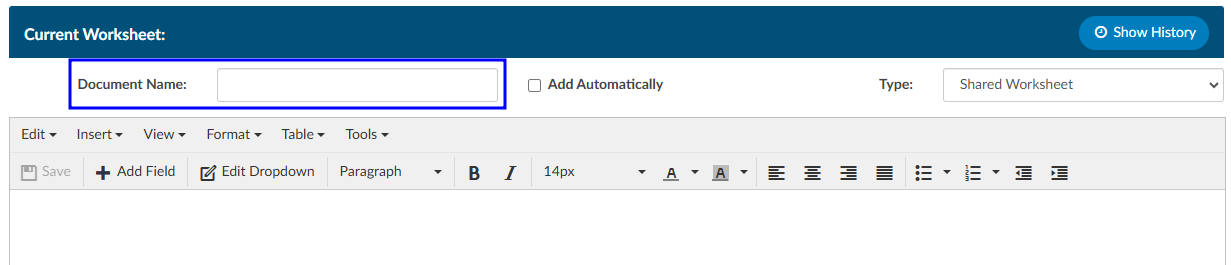 Current Worksheet:
Show History
Document Name:
Add Automatically
Type:
Shared Worksheet
Edit Insert View Format Table Tools
Save Add Field Edit Dropdown Paragraph B I 14px A A